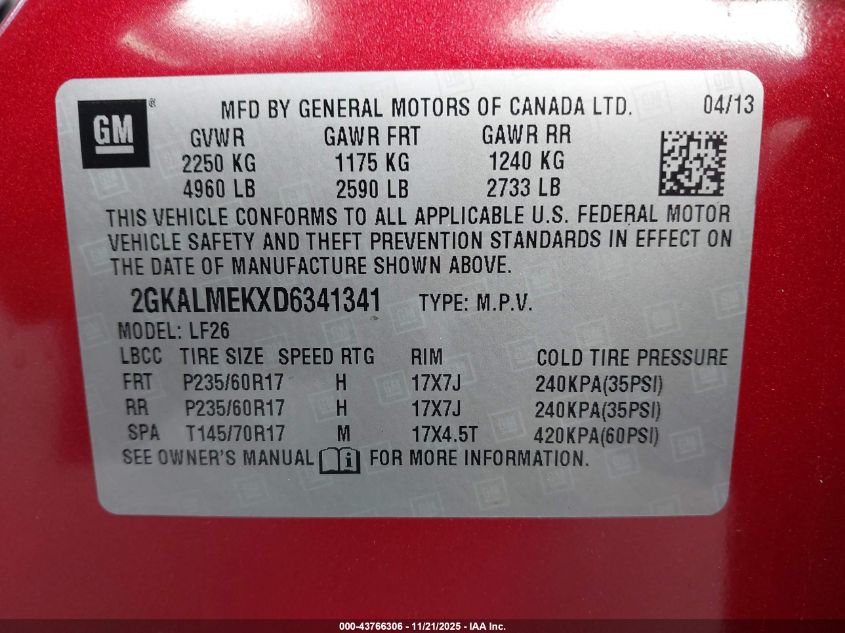 GM® MFD BY GENERAL MOTORS OF CANADA LTD. 04/13
GVWR GAWR FRT GAWR RR
2250 KG 1175 KG 1240 KG
4960 LB 2590 LB 2733 LB
THIS VEHICLE CONFORMS TO ALL APPLICABLE U.S. FEDERAL MOTOR
VEHICLE SAFETY AND THEFT PREVENTION STANDARDS IN EFFECT ON
THE DATE OF MANUFACTURE SHOWN ABOVE.
2GKALMEKXD6341341 TYPE: M.P.V.
MODEL: LF26
LBCC TIRE SIZE SPEED RTG RIM COLD TIRE PRESSURE
FRT P235/60R17 H 17X7J 240KPA(35PSI)
RR P235/60R17 H 17X7J 240KPA(35PSI)
SPA T145/70R17 M 17X4.5T 420KPA(60PSI)
SEE OWNER'S MANUAL FOR MORE INFORMATION.
000-43766306 - 11/21/2025 - IAA Inc.